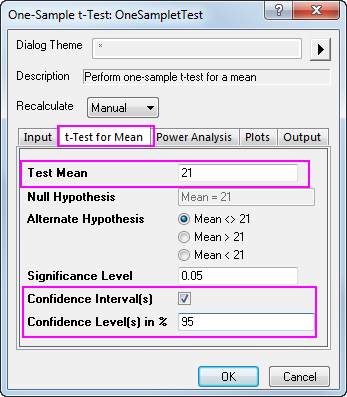 One-Sample t-Test: OneSampletTest
?
Dialog Theme *
Description Perform one-sample t-test for a mean
Recalculate Manual
Input t-Test for Mean Power Analysis Plots Output
Test Mean 21
Null Hypothesis Mean = 21
Alternate Hypothesis Mean <> 21
Mean > 21
Mean < 21
Significance Level 0.05
Confidence Interval(s)
Confidence Level(s) in % 95
OK Cancel